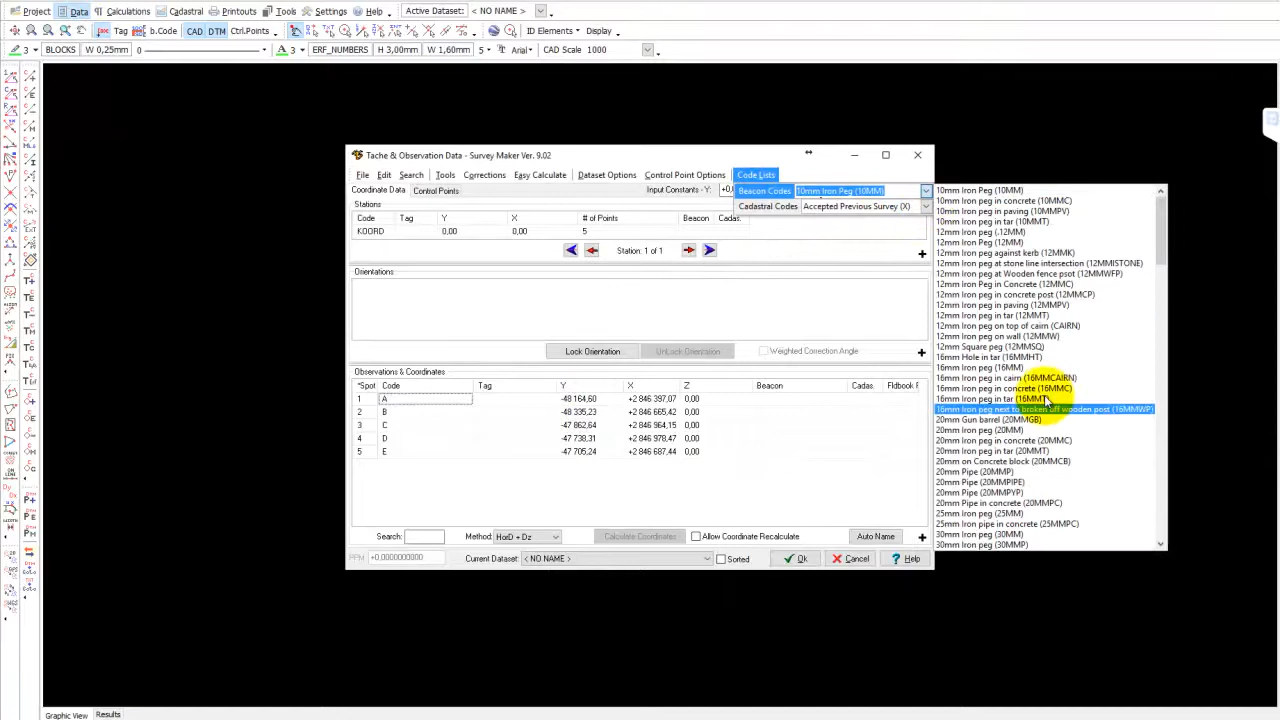 Project Data Calculations Cadastral Printouts Tools Settings Help Active Dataset: < NO NAME >
Tag b.Code CAD DTM Ctrl.Points ID Elements Display
3 BLOCKS W 0,25mm 0 A 3 ERF_NUMBERS H 3,00mm W 1,60mm 5 Arial CAD Scale 1000
Tache & Observation Data - Survey Maker Ver. 9.02
File Edit Search Tools Corrections Easy Calculate Dataset Options Control Point Options Code Lists
Coordinate Data Control Points Input Constants - Y: +0,0
Beacon Codes 10mm Iron Peg (10MM)
Cadastral Codes Accepted Previous Survey (X)
Stations
Code Tag Y X # of Points Beacon Cadas.
KOORD 0,00 0,00 5
Station: 1 of 1
Orientations
Lock Orientation UnLock Orientation Weighted Correction Angle
Observations & Coordinates
*Spot Code Tag Y X Z Beacon Cadas. Fldbook F
1 A -48 164,60 +2 846 397,07 0,00
2 B -48 335,23 +2 846 665,42 0,00
3 C -47 862,64 +2 846 964,15 0,00
4 D -47 738,31 +2 846 978,47 0,00
5 E -47 705,24 +2 846 687,44 0,00
Search: Method: HorD + Dz Calculate Coordinates Allow Coordinate Recalculate Auto Name
PPM +0,0000000000 Current Dataset: < NO NAME > Sorted Ok Cancel Help
10mm Iron Peg (10MM)
10mm Iron peg in concrete (10MMC)
10mm Iron peg in paving (10MMPV)
10mm Iron peg in tar (10MMT)
12mm Iron peg (.12MM)
12mm Iron Peg (12MM)
12mm Iron peg against kerb (12MMK)
12mm Iron peg at stone line intersection (12MMISTONE)
12mm Iron peg at Wooden fence psot (12MMWFP)
12mm Iron Peg in Concrete (12MMC)
12mm Iron peg in concrete post (12MMCP)
12mm Iron peg in paving (12MMPV)
12mm Iron peg in tar (12MMT)
12mm Iron peg on top of cairn (CAIRN)
12mm Iron peg on wall (12MMW)
12mm Square peg (12MMSQ)
16mm Hole in tar (16MMHT)
16mm Iron peg (16MM)
16mm Iron peg in cairn (16MMCAIRN)
16mm Iron peg in concrete (16MMC)
16mm Iron peg in tar (16MMT)
16mm Iron peg next to broken off wooden post (16MMWP)
20mm Gun barrel (20MMGB)
20mm Iron peg (20MM)
20mm Iron peg in concrete (20MMC)
20mm Iron peg in tar (20MMT)
20mm on Concrete block (20MMCB)
20mm Pipe (20MMP)
20mm Pipe (20MMPIPE)
20mm Pipe (20MMPYP)
20mm Pipe in concrete (20MMPC)
25mm Iron peg (25MM)
25mm Iron pipe in concrete (25MMPC)
30mm Iron peg (30MM)
30mm Iron peg (30MMP)
Graphic View Results